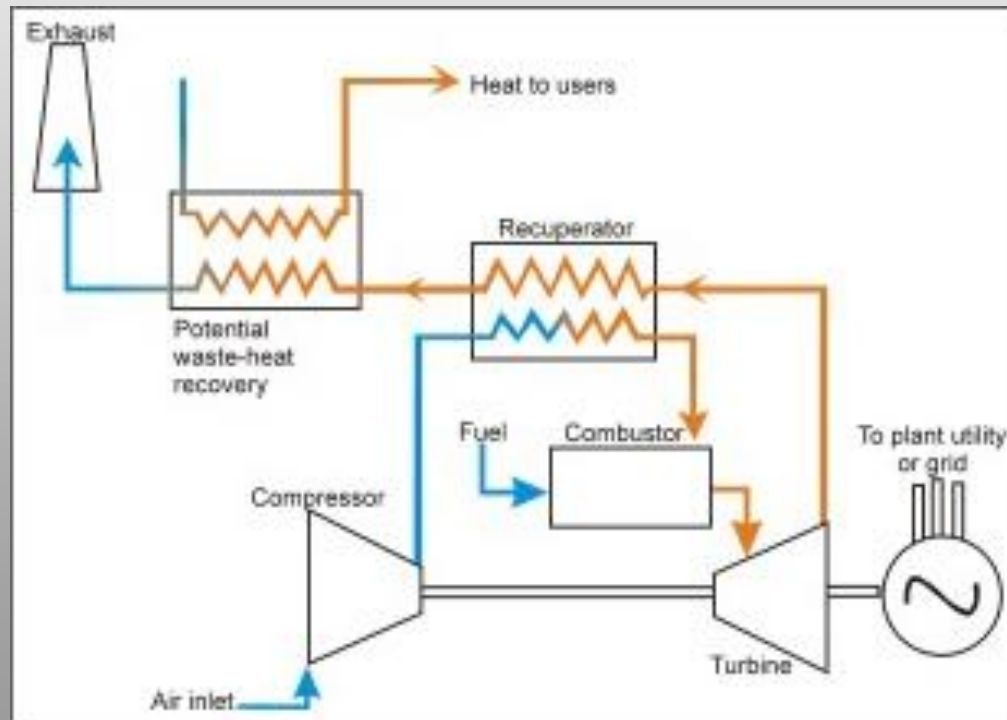 Exhaust
Heat to users
Recuperator
Potential
waste-heat
recovery
Fuel
Combustor
To plant utility
or grid
Compressor
Turbine
Air inlet